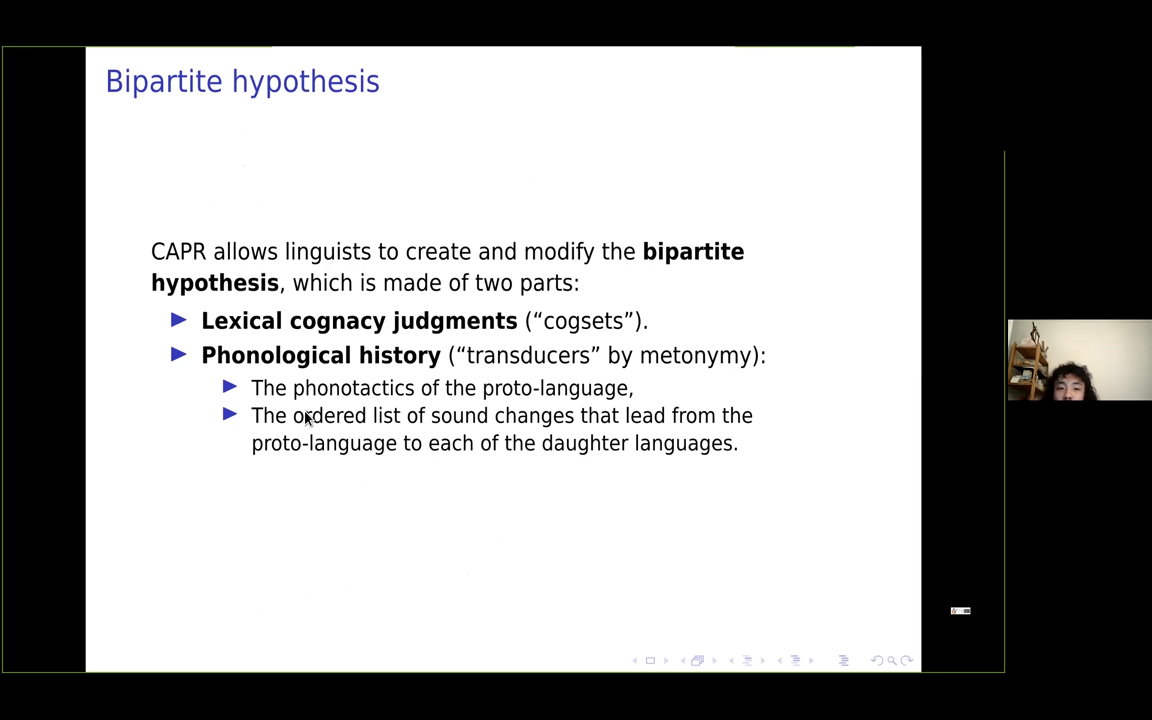 Bipartite hypothesis
CAPR allows linguists to create and modify the bipartite
hypothesis, which is made of two parts:
Lexical cognacy judgments (“cogsets”).
Phonological history (“transducers” by metonymy):
The phonotactics of the proto-language,
The ordered list of sound changes that lead from the
proto-language to each of the daughter languages.